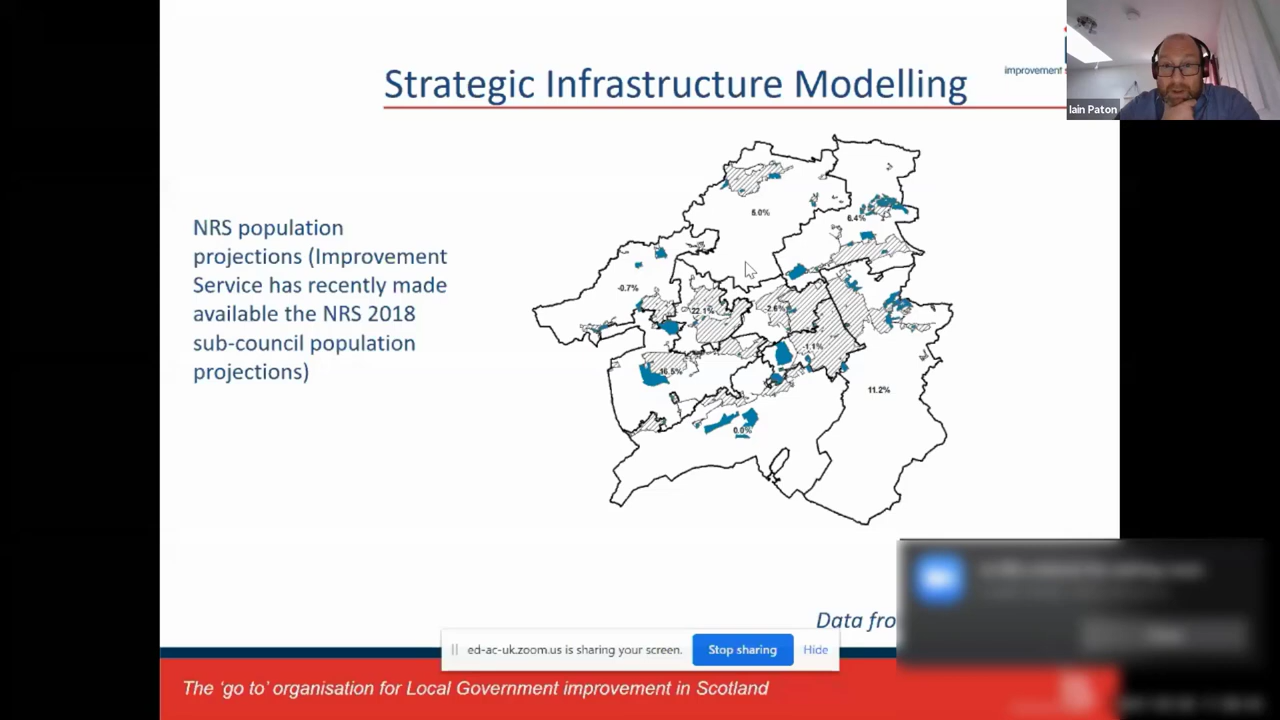 Strategic Infrastructure Modelling
improvement
Iain Paton
NRS population
projections (Improvement
Service has recently made
available the NRS 2018
sub-council population
projections)
5.0%
6.4%
-0.7%
22.1%
-2.6%
-1.1%
16.5%
11.2%
0.0%
Data fro
ed-ac-uk.zoom.us is sharing your screen.
Stop sharing
Hide
The 'go to' organisation for Local Government improvement in Scotland